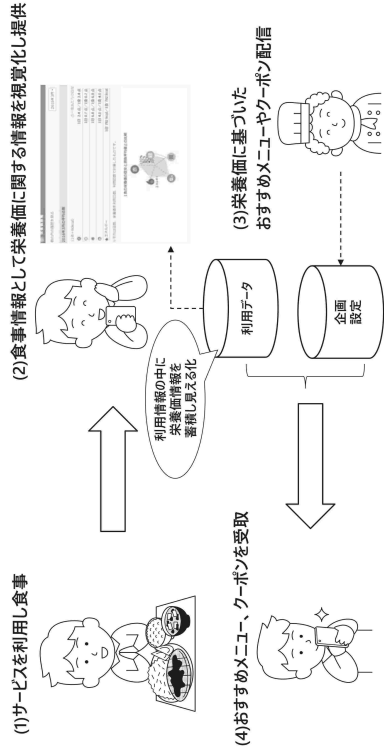 (1)サービスを利用し食事
(2)食事情報として栄養価に関する情報を視覚化し提供
利用情報の中に
栄養価情報を
蓄積し見える化
利用データ
企画
設定
(3)栄養価に基づいた
おすすめメニューやクーポン配信
(4)おすすめメニュー、クーポンを受取